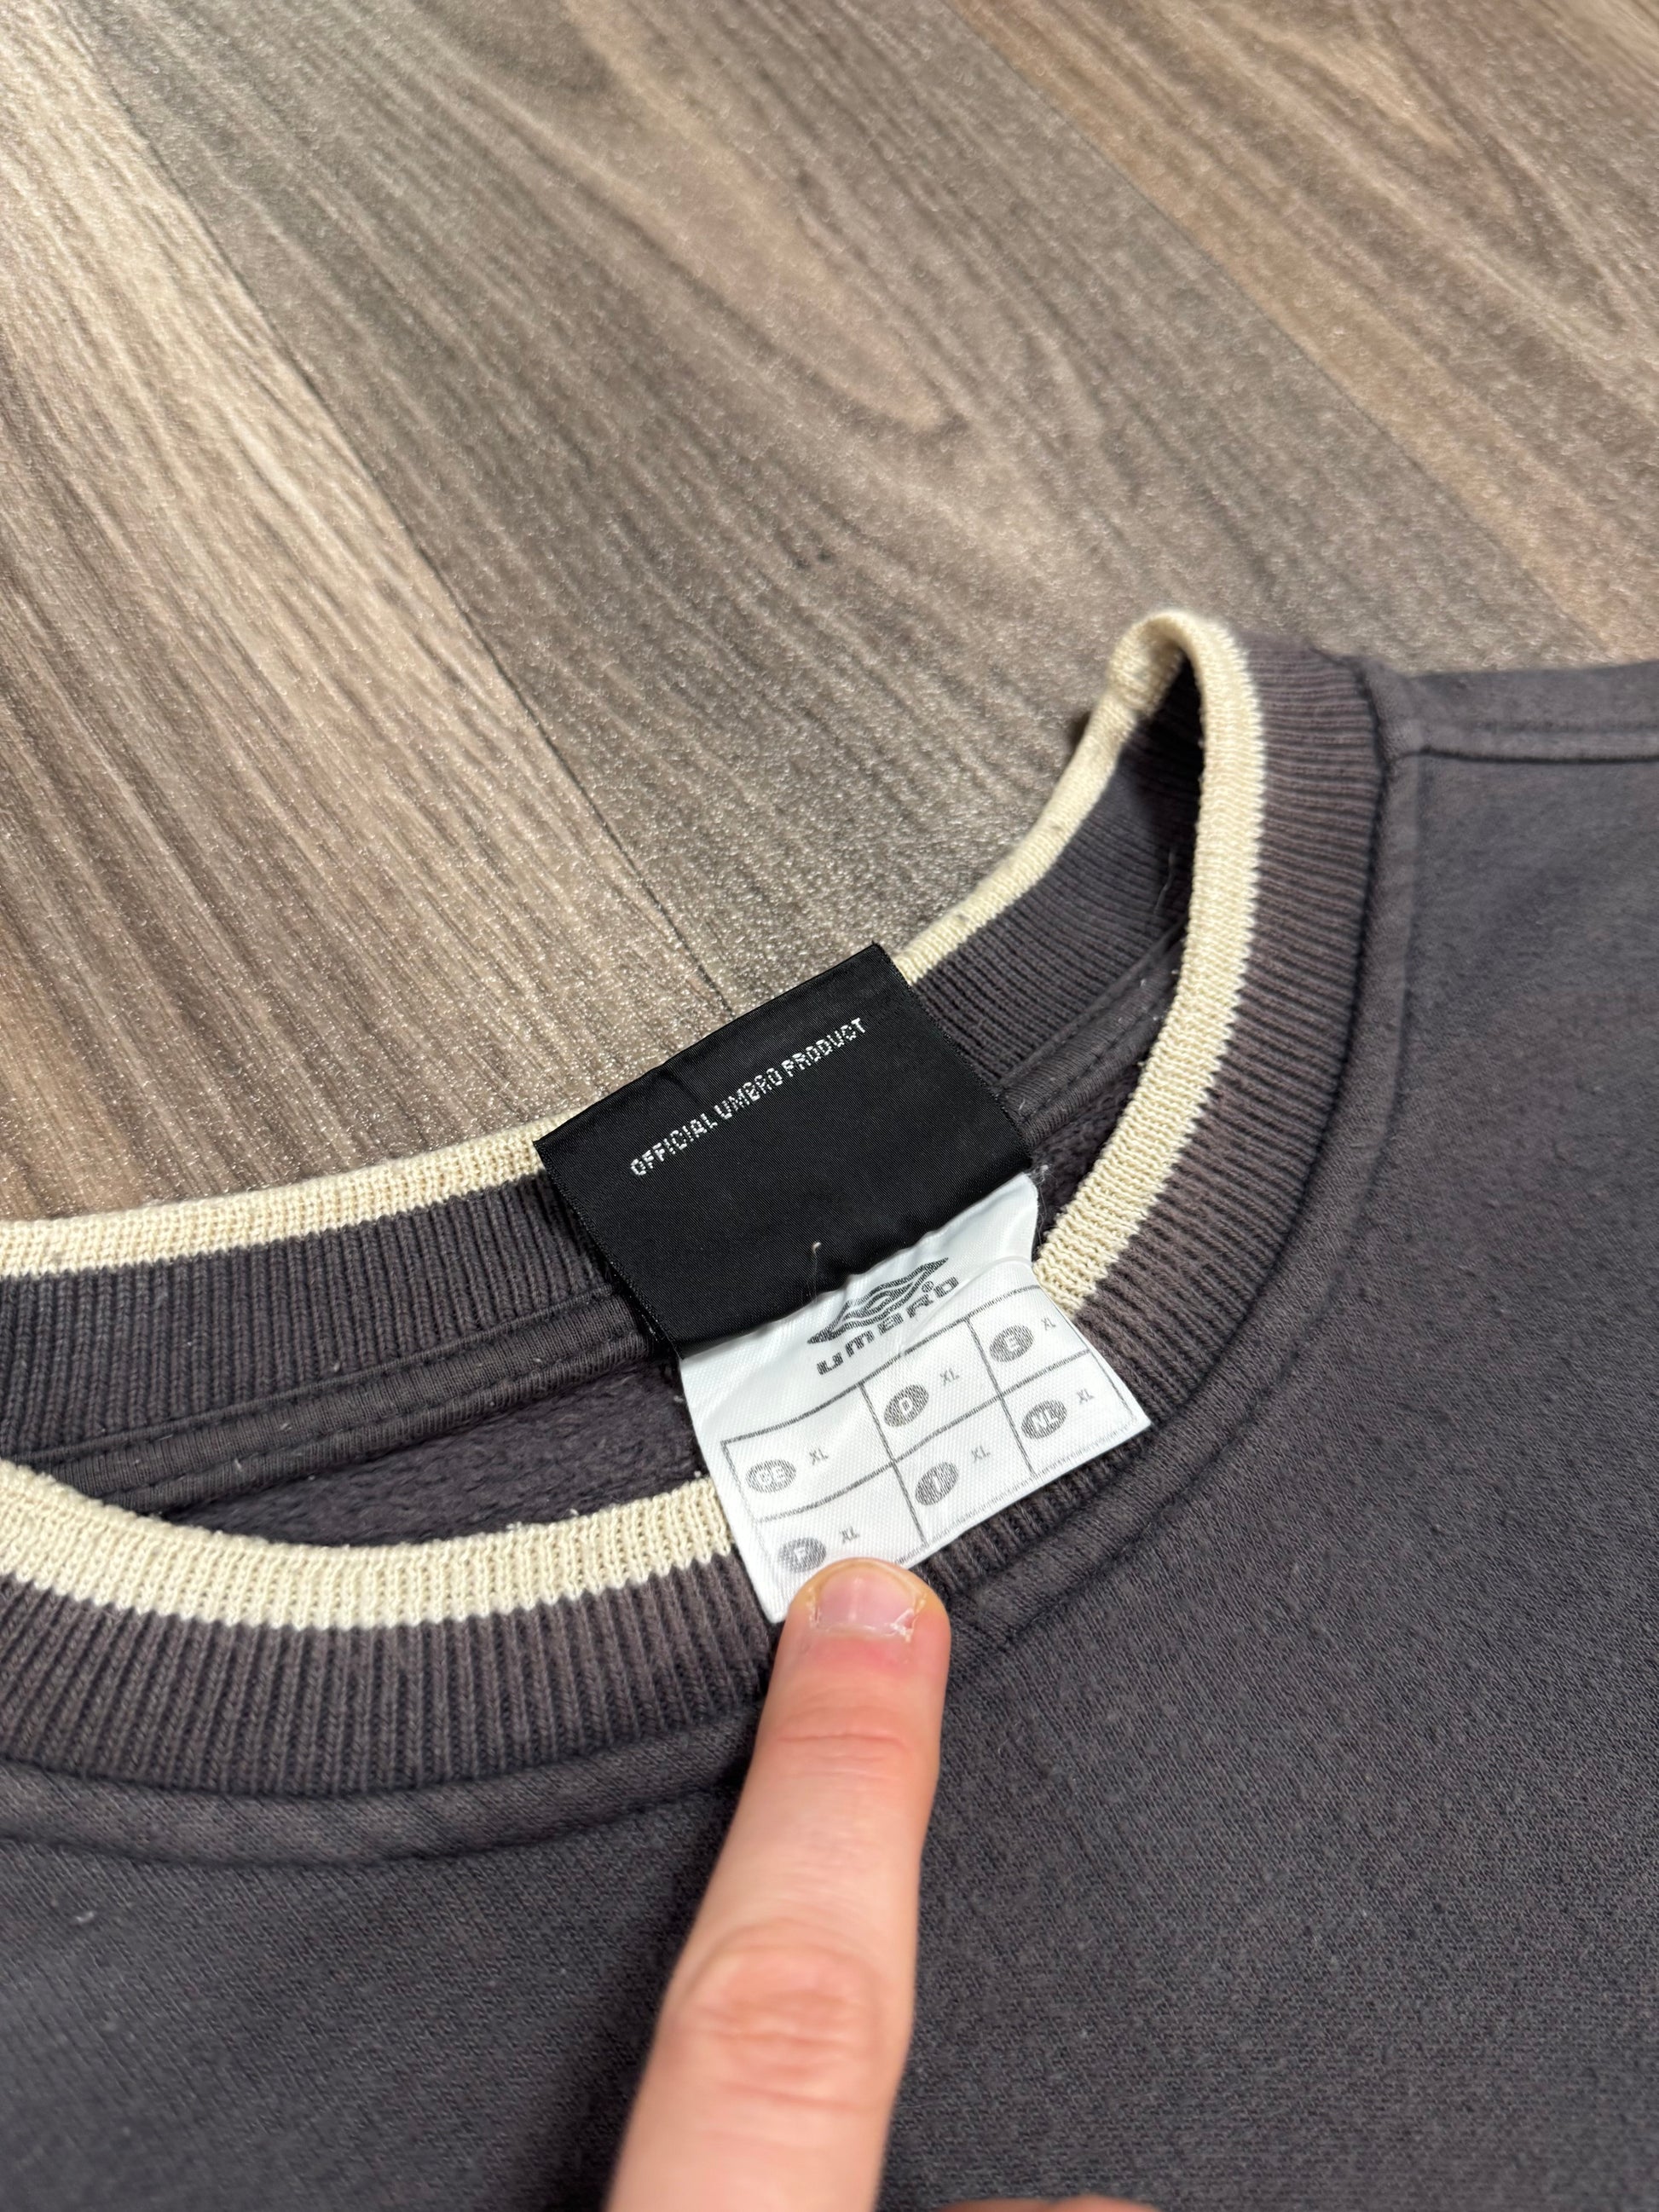 OFFICIAL UMBRO PRODUCT
UMBRO®
GB XL D XL E XL
F XL I XL NL XL